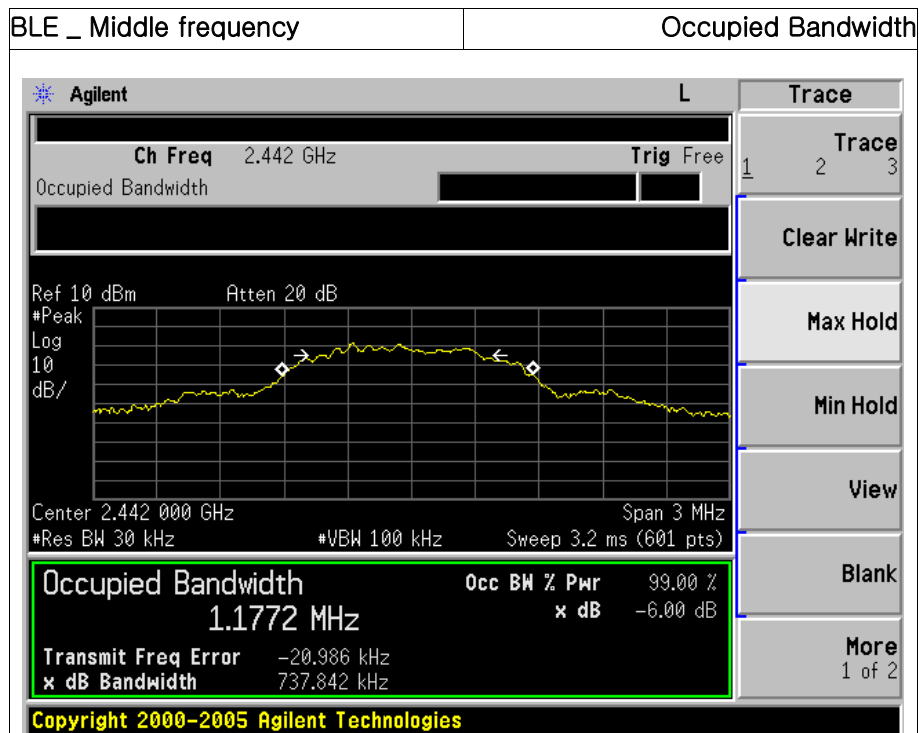 BLE _ Middle frequency Occupied Bandwidth
Agilent L Trace
Ch Freq 2.442 GHz Trig Free
Occupied Bandwidth
Trace
1 2 3
Clear Write
Max Hold
Min Hold
View
Blank
More
1 of 2
Ref 10 dBm Atten 20 dB
#Peak
Log
10
dB/
Center 2.442 000 GHz Span 3 MHz
#Res BW 30 kHz #VBW 100 kHz Sweep 3.2 ms (601 pts)
Occupied Bandwidth Occ BW % Pwr 99.00 %
1.1772 MHz x dB -6.00 dB
Transmit Freq Error -20.986 kHz
x dB Bandwidth 737.842 kHz
Copyright 2000-2005 Agilent Technologies